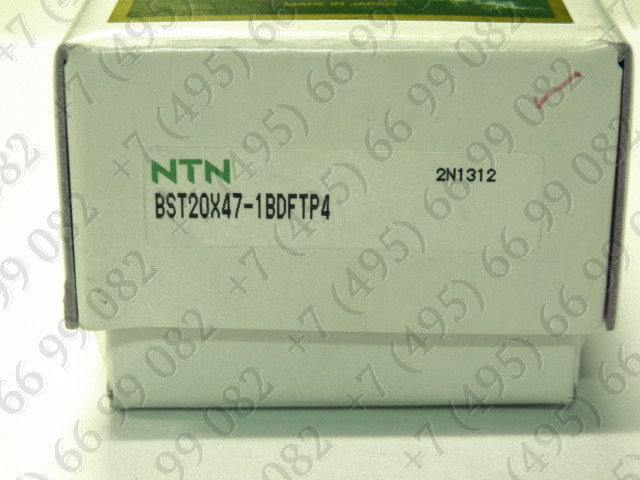 MADE IN JAPAN
NTN
2N1312
BST20X47-1BDFTP4
+7 (495) 66 99 082